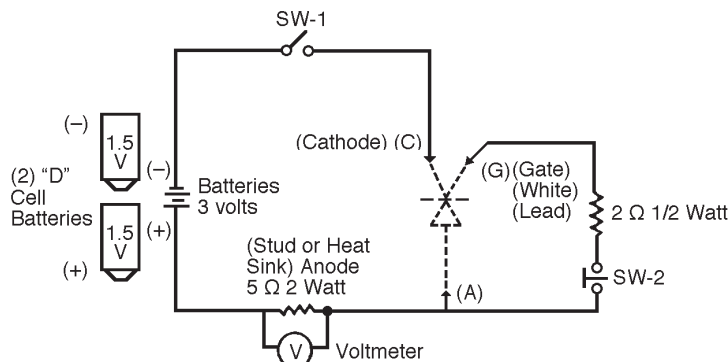 SW-1
(–)
1.5
V
(2) "D"
Cell
Batteries
1.5
V
(+)
(–)
(+)
Batteries
3 volts
(Cathode) (C)
(G) (Gate)
(White)
(Lead)
2 Ω 1/2 Watt
SW-2
(Stud or Heat
Sink) Anode
5 Ω 2 Watt
(A)
V
Voltmeter